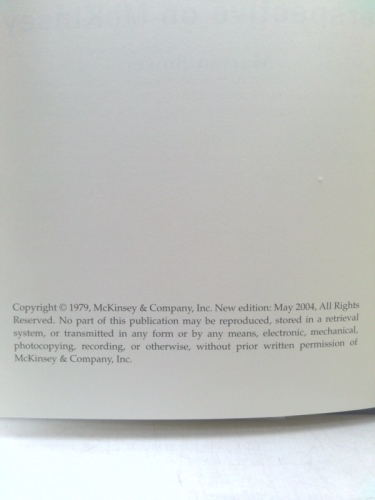 Copyright © 1979, McKinsey & Company, Inc. New edition: May 2004, All Rights
Reserved. No part of this publication may be reproduced, stored in a retrieval
system, or transmitted in any form or by any means, electronic, mechanical,
photocopying, recording, or otherwise, without prior written permission of
McKinsey & Company, Inc.